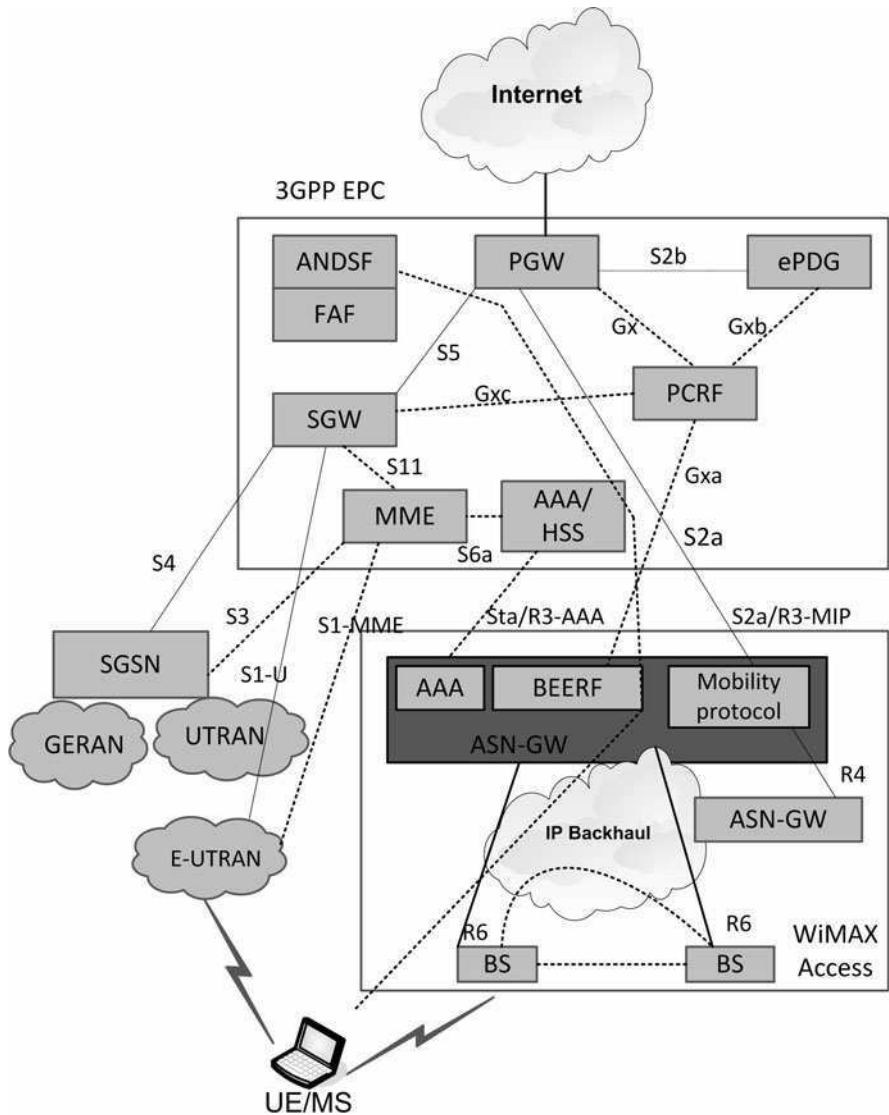 Internet
3GPP EPC
ANDSF
FAF
PGW
S2b
ePDG
Gx
Gxb
S5
PCRF
Gxc
SGW
S11
Gxa
MME
S6a
AAA/
HSS
S2a
S4
S3
S1-MME
Sta/R3-AAA
S2a/R3-MIP
SGSN
S1-U
GERAN
UTRAN
AAA
BEERF
Mobility
protocol
ASN-GW
R4
ASN-GW
IP Backhaul
E-UTRAN
R6
BS
R6
BS
WiMAX
Access
UE/MS